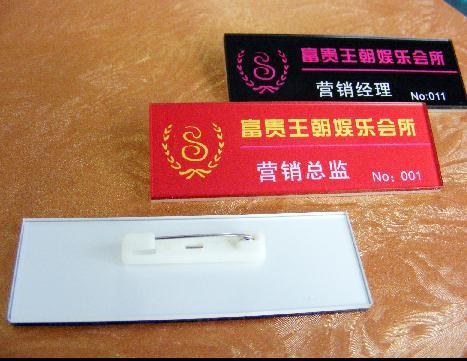 富贵王朝娱乐会所
营销经理
No:011
富贵王朝娱乐会所
营销总监
No: 001